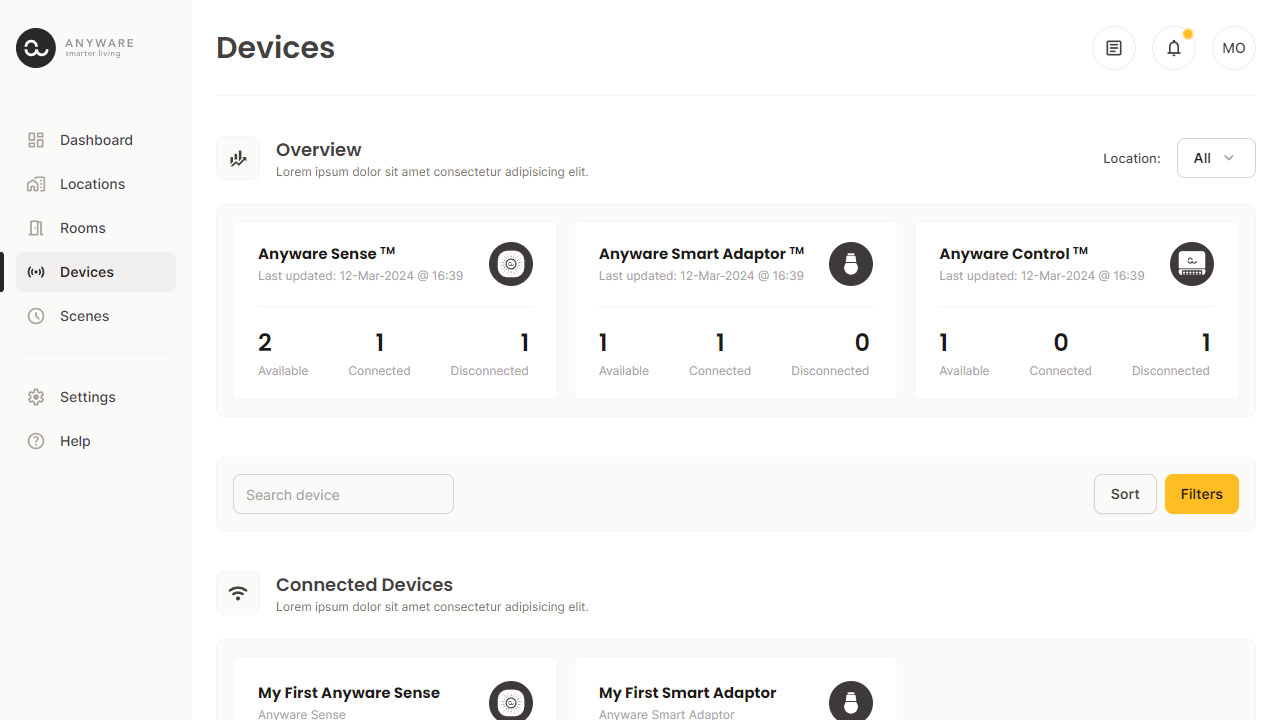 ANYWARE
smarter living
Dashboard
Locations
Rooms
Devices
Scenes
Settings
Help
Devices
MO
Overview
Lorem ipsum dolor sit amet consectetur adipisicing elit.
Location:
All
Anyware Sense ™
Last updated: 12-Mar-2024 @ 16:39
2 1 1
Available Connected Disconnected
Anyware Smart Adaptor ™
Last updated: 12-Mar-2024 @ 16:39
1 1 0
Available Connected Disconnected
Anyware Control ™
Last updated: 12-Mar-2024 @ 16:39
1 0 1
Available Connected Disconnected
Search device
Sort
Filters
Connected Devices
Lorem ipsum dolor sit amet consectetur adipisicing elit.
My First Anyware Sense
Anyware Sense
My First Smart Adaptor
Anyware Smart Adaptor